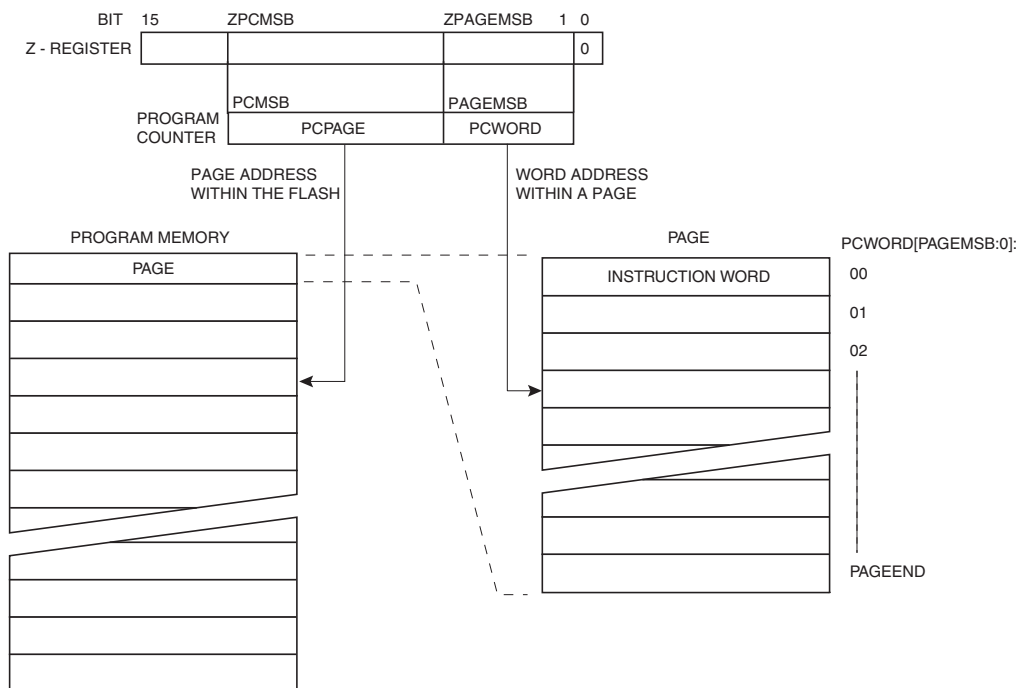 BIT 15 ZPCMSB ZPAGEMSB 1 0
Z - REGISTER 0
PCMSB PAGEMSB
PROGRAM
COUNTER
PCPAGE PCWORD
PAGE ADDRESS
WITHIN THE FLASH
WORD ADDRESS
WITHIN A PAGE
PROGRAM MEMORY
PAGE
PAGE
INSTRUCTION WORD
PCWORD[PAGEMSB:0]:
00
01
02
PAGEEND